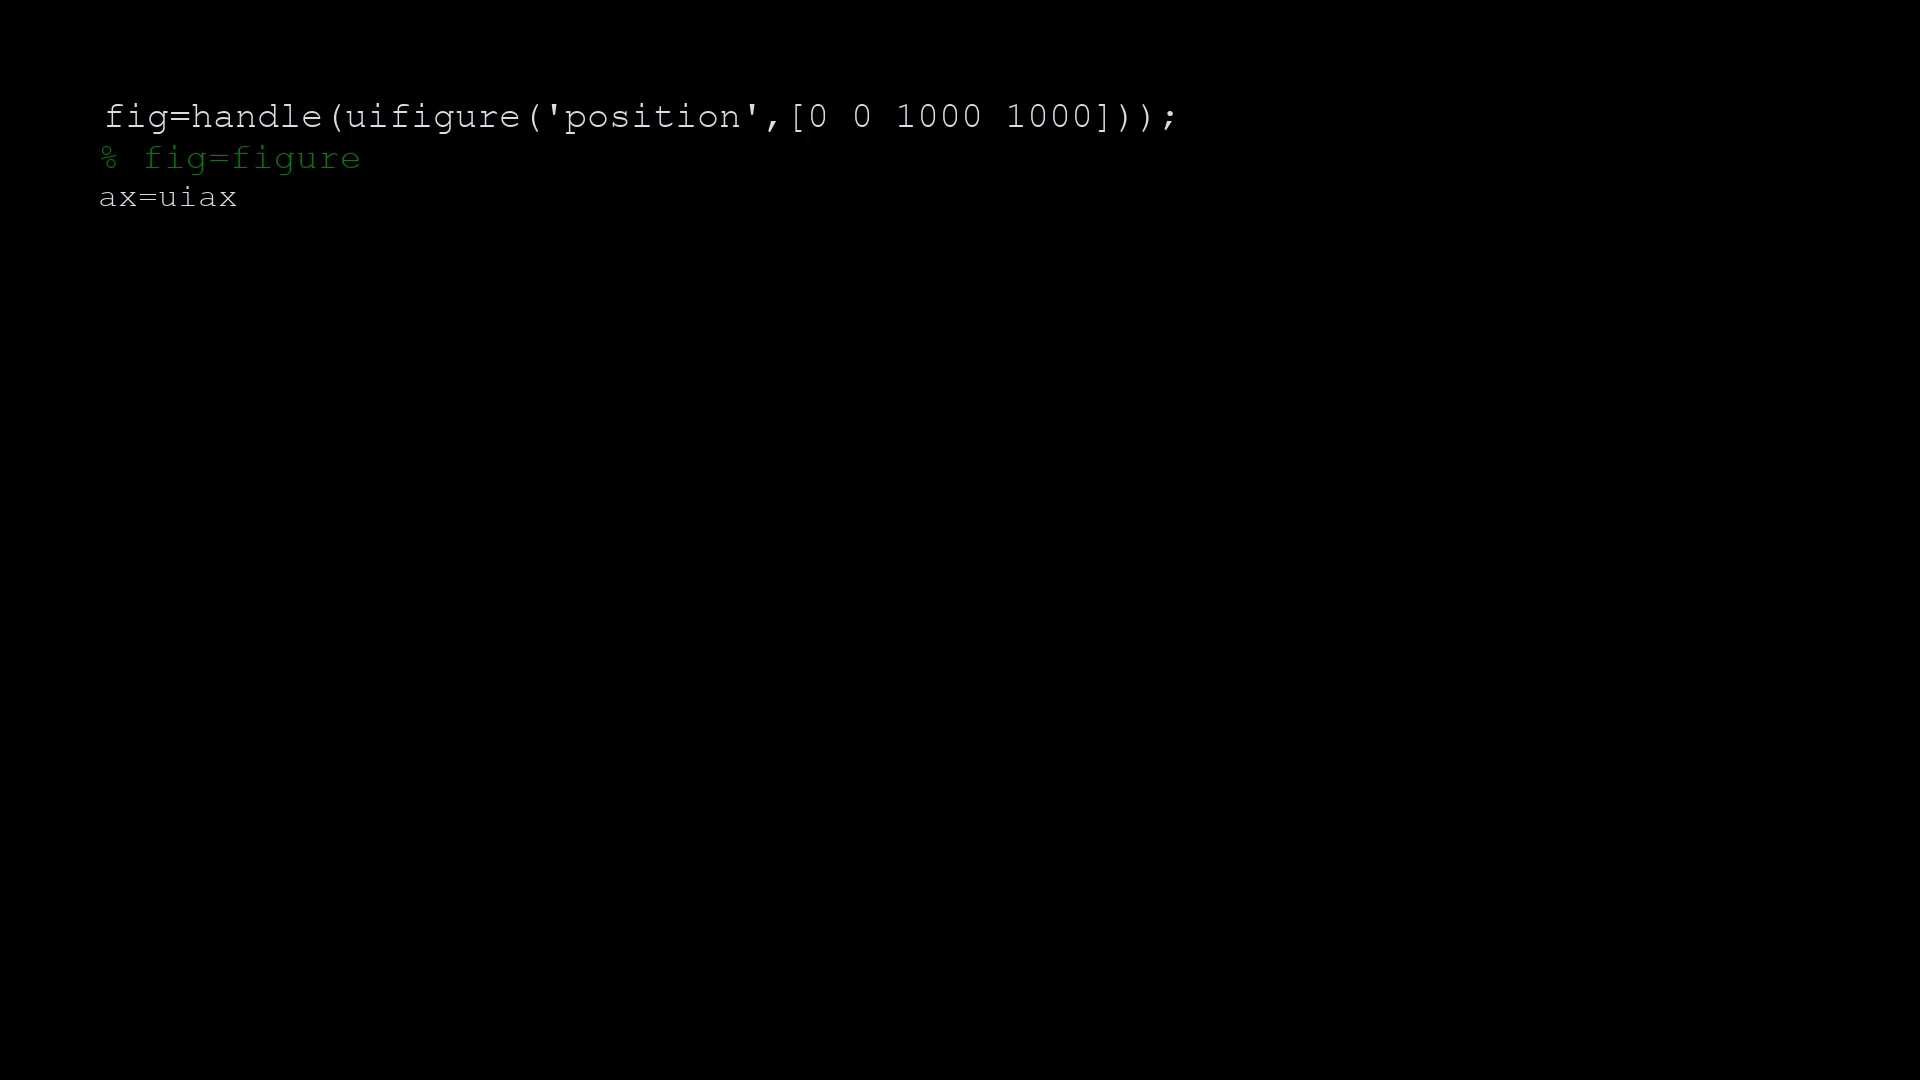 fig=handle(uifigure('position',[0 0 1000 1000]));
% fig=figure
ax=uiax